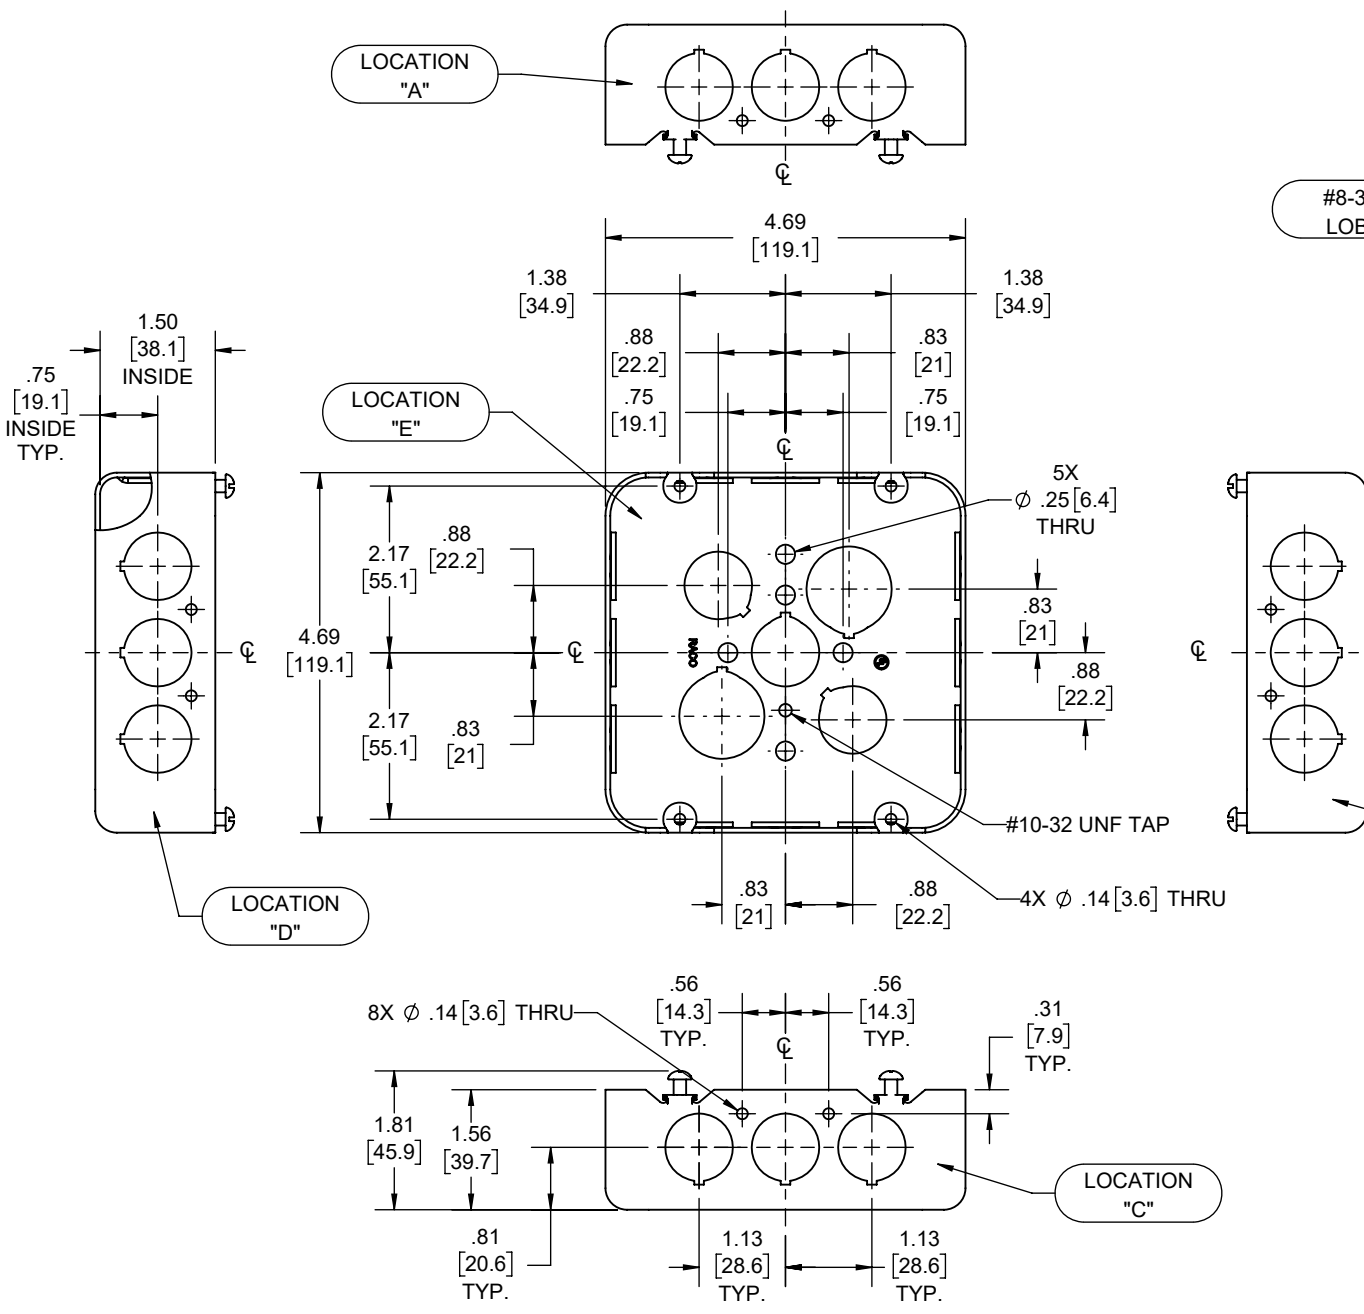 LOCATION
"A"
℄
#8-3
LOB
4.69
[119.1]
1.38
[34.9]
1.38
[34.9]
.88
[22.2]
.83
[21]
.75
[19.1]
.75
[19.1]
℄
1.50
[38.1]
INSIDE
.75
[19.1]
INSIDE
TYP.
LOCATION
"E"
5X
∅ .25[6.4]
THRU
2.17
[55.1]
.88
[22.2]
.83
[21]
4.69
[119.1]
℄
℄
RACO
℄
.88
[22.2]
2.17
[55.1]
.83
[21]
#10-32 UNF TAP
4X ∅ .14[3.6] THRU
.83
[21]
.88
[22.2]
LOCATION
"D"
8X ∅ .14[3.6] THRU
.56
[14.3]
TYP.
.56
[14.3]
TYP.
℄
.31
[7.9]
TYP.
1.81
[45.9]
1.56
[39.7]
LOCATION
"C"
.81
[20.6]
TYP.
1.13
[28.6]
TYP.
1.13
[28.6]
TYP.